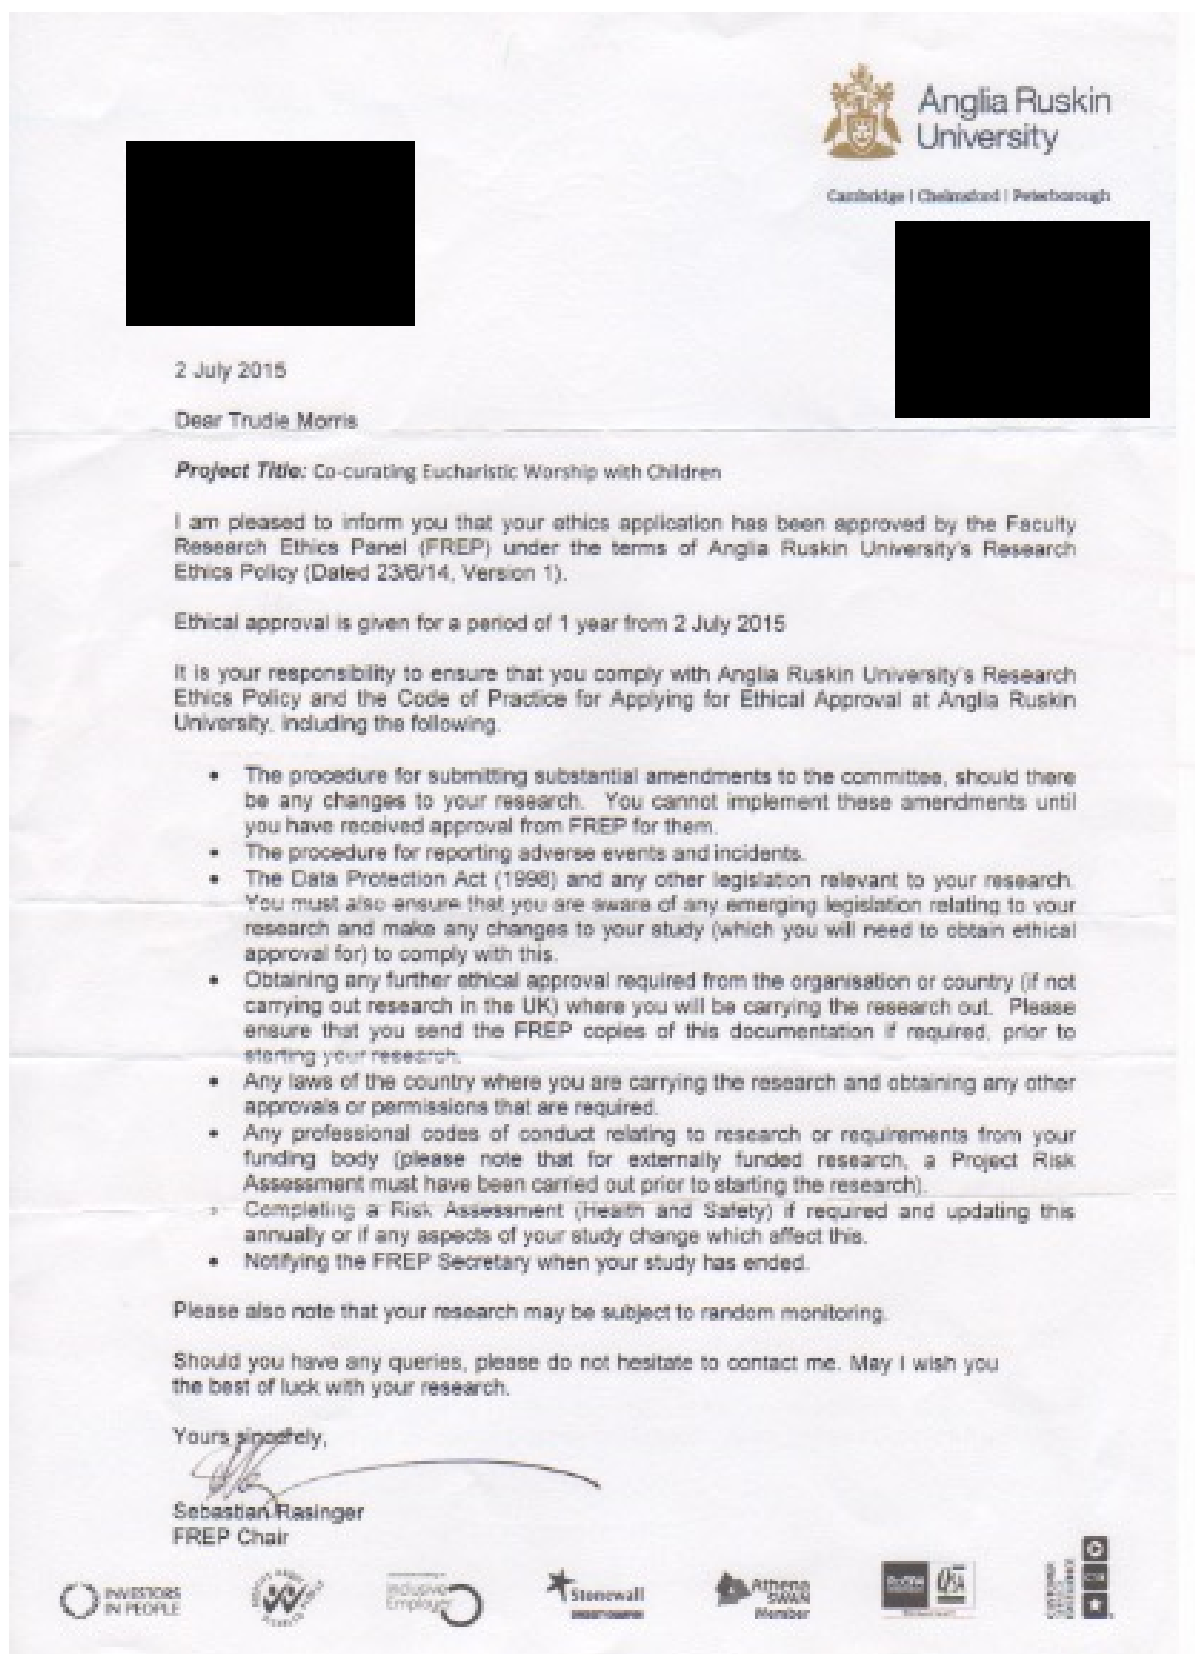 Anglia Ruskin
University
Cambridge | Chelmsford | Peterborough
2 July 2015
Dear Trudie Morris
Project Title: Co-curating Eucharistic Worship with Children
I am pleased to inform you that your ethics application has been approved by the Faculty
Research Ethics Panel (FREP) under the terms of Anglia Ruskin University's Research
Ethics Policy (Dated 23/6/14, Version 1).
Ethical approval is given for a period of 1 year from 2 July 2015
It is your responsibility to ensure that you comply with Anglia Ruskin University's Research
Ethics Policy and the Code of Practice for Applying for Ethical Approval at Anglia Ruskin
University, including the following.
• The procedure for submitting substantial amendments to the committee, should there
be any changes to your research. You cannot implement these amendments until
you have received approval from FREP for them.
• The procedure for reporting adverse events and incidents.
• The Data Protection Act (1998) and any other legislation relevant to your research.
You must also ensure that you are aware of any emerging legislation relating to your
research and make any changes to your study (which you will need to obtain ethical
approval for) to comply with this.
• Obtaining any further ethical approval required from the organisation or country (if not
carrying out research in the UK) where you will be carrying the research out. Please
ensure that you send the FREP copies of this documentation if required, prior to
starting your research.
• Any laws of the country where you are carrying the research and obtaining any other
approvals or permissions that are required.
• Any professional codes of conduct relating to research or requirements from your
funding body (please note that for externally funded research, a Project Risk
Assessment must have been carried out prior to starting the research).
• Completing a Risk Assessment (Health and Safety) if required and updating this
annually or if any aspects of your study change which affect this.
• Notifying the FREP Secretary when your study has ended.
Please also note that your research may be subject to random monitoring.
Should you have any queries, please do not hesitate to contact me. May I wish you
the best of luck with your research.
Yours sincerely,
Sebastian Rasinger
FREP Chair
INVESTORS
IN PEOPLE
Inclusive
Employer
Stonewall
Athena
SWAN
Member
CSE